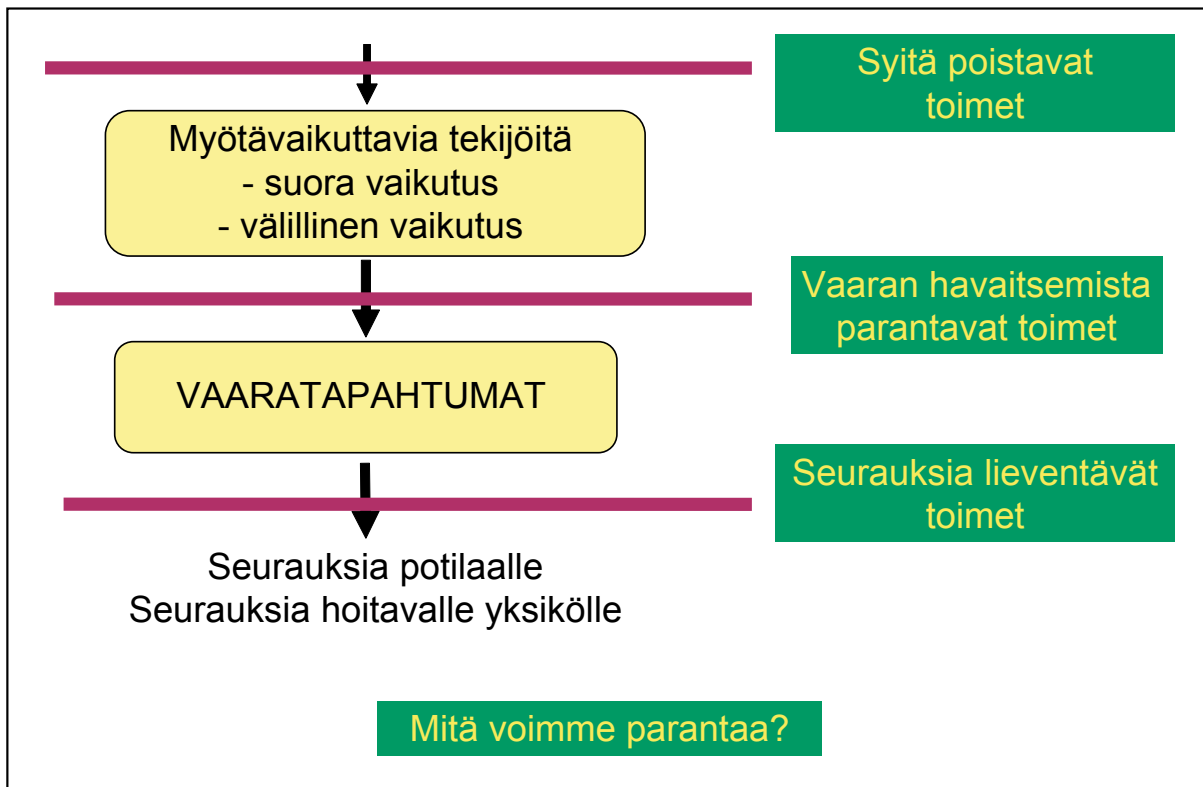 Syitä poistavat
toimet
Myötävaikuttavia tekijöitä
- suora vaikutus
- välillinen vaikutus
Vaaran havaitsemista
parantavat toimet
VAARATAPAHTUMAT
Seurauksia lieventävät
toimet
Seurauksia potilaalle
Seurauksia hoitavalle yksikölle
Mitä voimme parantaa?